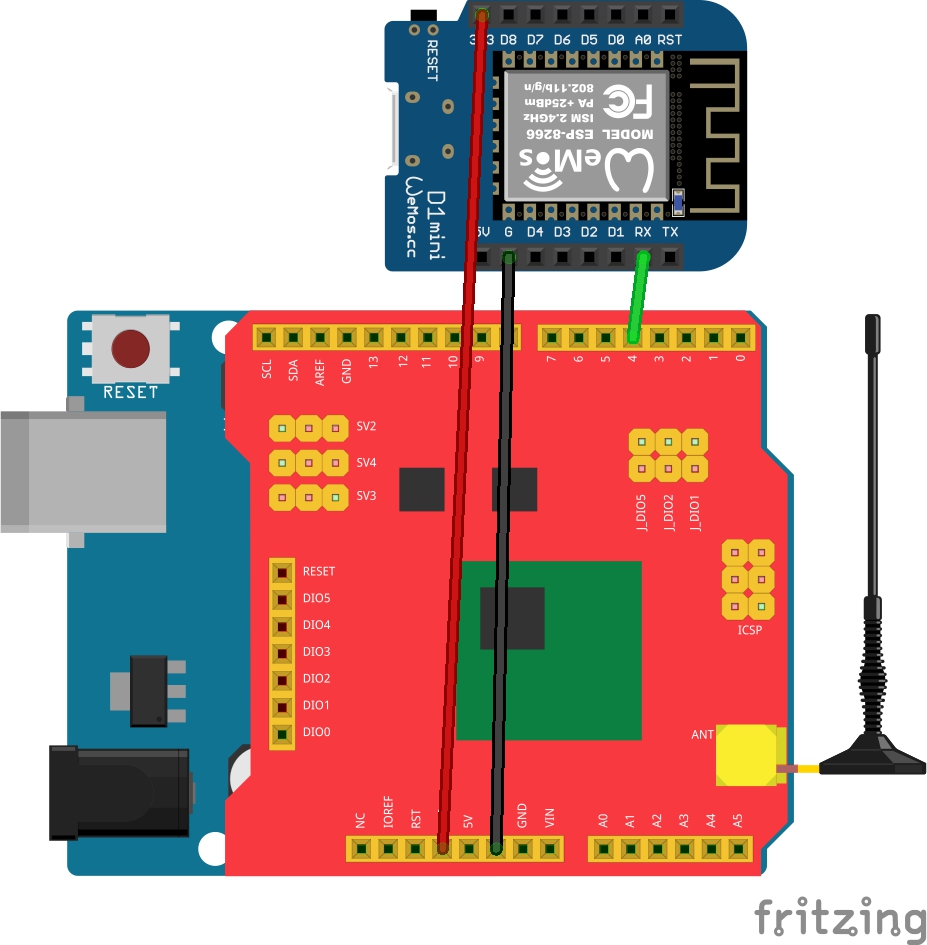 3V3 D8 D7 D6 D5 D0 A0 RST
RESET
802.11b/g/n
PA +25dBm
ISM 2.4GHz
MODEL ESP-8266
FC
WeMos
D1 mini
WeMos.cc
5V G D4 D3 D2 D1 RX TX
RESET
SCL SDA AREF GND 13 12 11 10 9 7 6 5 4 3 2 1 0
SV2
SV4
SV3
J_DIO5 J_DIO2 J_DIO1
RESET
DIO5
DIO4
DIO3
DIO2
DIO1
DIO0
ICSP
ANT
NC IOREF RST 5V GND VIN A0 A1 A2 A3 A4 A5
fritzing